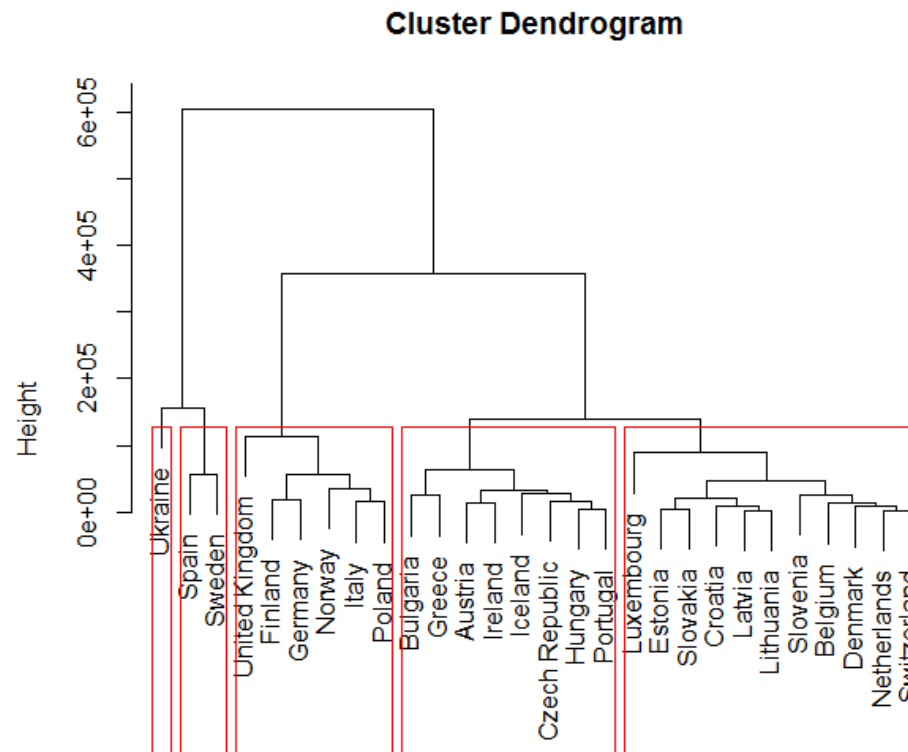 Cluster Dendrogram
Height
6e+05
4e+05
2e+05
0e+00
Ukraine
Spain
Sweden
United Kingdom
Finland
Germany
Norway
Italy
Poland
Bulgaria
Greece
Austria
Ireland
Iceland
Czech Republic
Hungary
Portugal
Luxembourg
Estonia
Slovakia
Croatia
Latvia
Lithuania
Slovenia
Belgium
Denmark
Netherlands
Switzerland